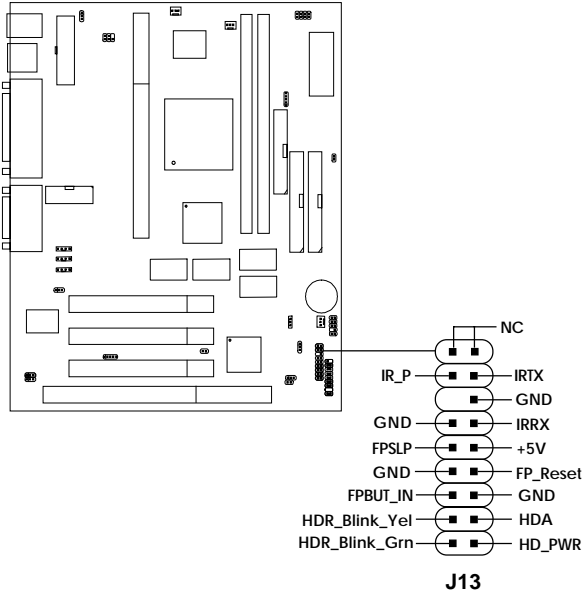 NC
IR_P IRTX
GND
GND IRRX
FPSLP +5V
GND FP_Reset
FPBUT_IN GND
HDR_Blink_Yel HDA
HDR_Blink_Grn HD_PWR
J13